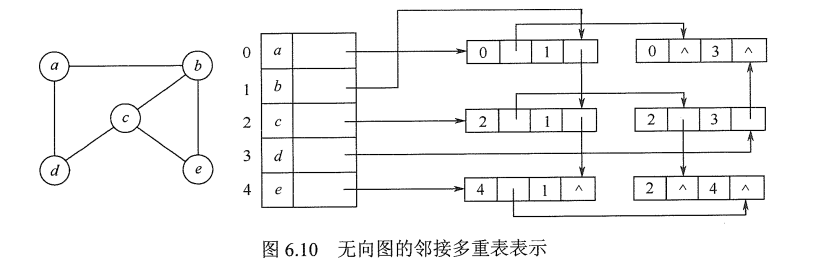 a b c d e
0 a 0 1 0 ^ 3 ^
1 b
2 c 2 1 2 3
3 d
4 e 4 1 ^ 2 ^ 4 ^
图 6.10 无向图的邻接多重表表示